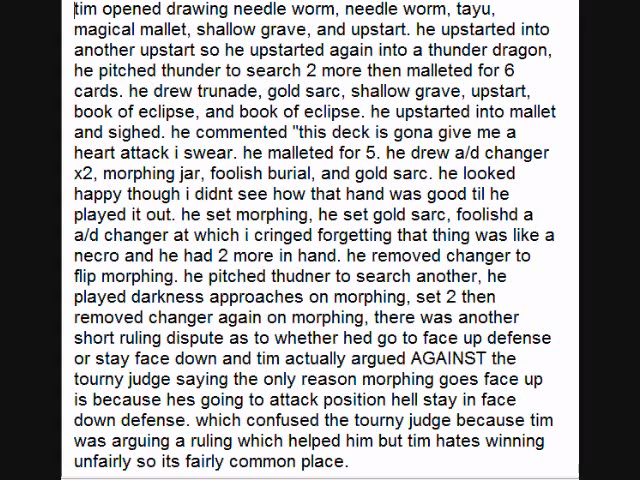 tim opened drawing needle worm, needle worm, tayu,
magical mallet, shallow grave, and upstart. he upstarted into
another upstart so he upstarted again into a thunder dragon,
he pitched thunder to search 2 more then malleted for 6
cards. he drew trunade, gold sarc, shallow grave, upstart,
book of eclipse, and book of eclipse. he upstarted into mallet
and sighed. he commented "this deck is gona give me a
heart attack i swear. he malleted for 5. he drew a/d changer
x2, morphing jar, foolish burial, and gold sarc. he looked
happy though i didnt see how that hand was good til he
played it out. he set morphing, he set gold sarc, foolishd a
a/d changer at which i cringed forgetting that thing was like a
necro and he had 2 more in hand. he removed changer to
flip morphing. he pitched thudner to search another, he
played darkness approaches on morphing, set 2 then
removed changer again on morphing, there was another
short ruling dispute as to whether hed go to face up defense
or stay face down and tim actually argued AGAINST the
tourny judge saying the only reason morphing goes face up
is because hes going to attack position hell stay in face
down defense. which confused the tourny judge because tim
was arguing a ruling which helped him but tim hates winning
unfairly so its fairly common place.